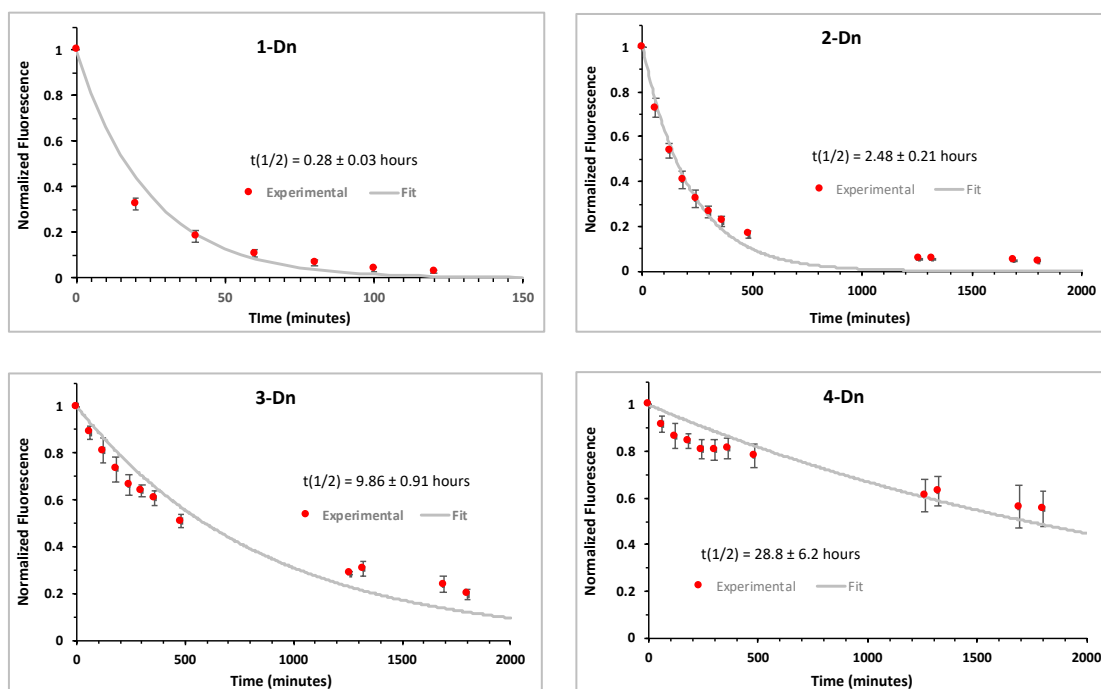 1-Dn
Normalized Fluorescence
1
0.8
0.6
0.4
0.2
0
t(1/2) = 0.28 ± 0.03 hours
Experimental Fit
0 50 100 150
TIme (minutes)
2-Dn
Normalized Fluorescence
1
0.8
0.6
0.4
0.2
0
t(1/2) = 2.48 ± 0.21 hours
Experimental Fit
0 500 1000 1500 2000
Time (minutes)
3-Dn
Normalized Fluorescence
1
0.8
0.6
0.4
0.2
0
t(1/2) = 9.86 ± 0.91 hours
Experimental Fit
0 500 1000 1500 2000
Time (minutes)
4-Dn
Normalized Fluorescence
1
0.8
0.6
0.4
0.2
0
t(1/2) = 28.8 ± 6.2 hours
Experimental Fit
0 500 1000 1500 2000
Time (minutes)